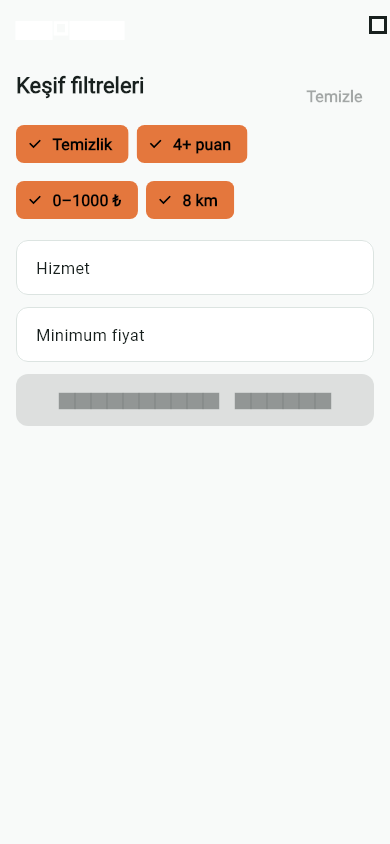 Keşif filtreleri
Temizle
Temizlik
4+ puan
0–1000 ₺
8 km
Hizmet
Minimum fiyat